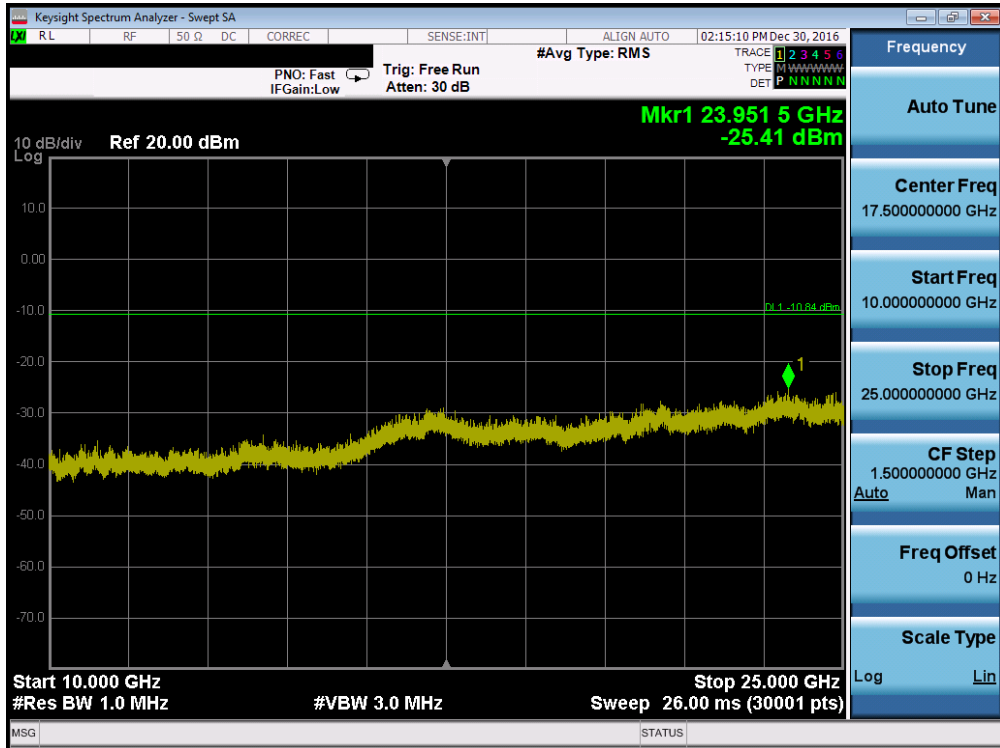 Keysight Spectrum Analyzer - Swept SA
LXI RL RF 50 Ω DC CORREC SENSE:INT ALIGN AUTO 02:15:10 PM Dec 30, 2016
PNO: Fast
IFGain:Low
Trig: Free Run
Atten: 30 dB
#Avg Type: RMS
TRACE 1 2 3 4 5 6
TYPE M WWWWW
DET P N N N N N
Mkr1 23.951 5 GHz
-25.41 dBm
10 dB/div Ref 20.00 dBm
Log
10.0
0.00
-10.0
DL1 -10.84 dBm
-20.0
1
-30.0
-40.0
-50.0
-60.0
-70.0
Start 10.000 GHz Stop 25.000 GHz
#Res BW 1.0 MHz #VBW 3.0 MHz Sweep 26.00 ms (30001 pts)
MSG STATUS
Frequency
Auto Tune
Center Freq
17.500000000 GHz
Start Freq
10.000000000 GHz
Stop Freq
25.000000000 GHz
CF Step
1.500000000 GHz
Auto Man
Freq Offset
0 Hz
Scale Type
Log Lin